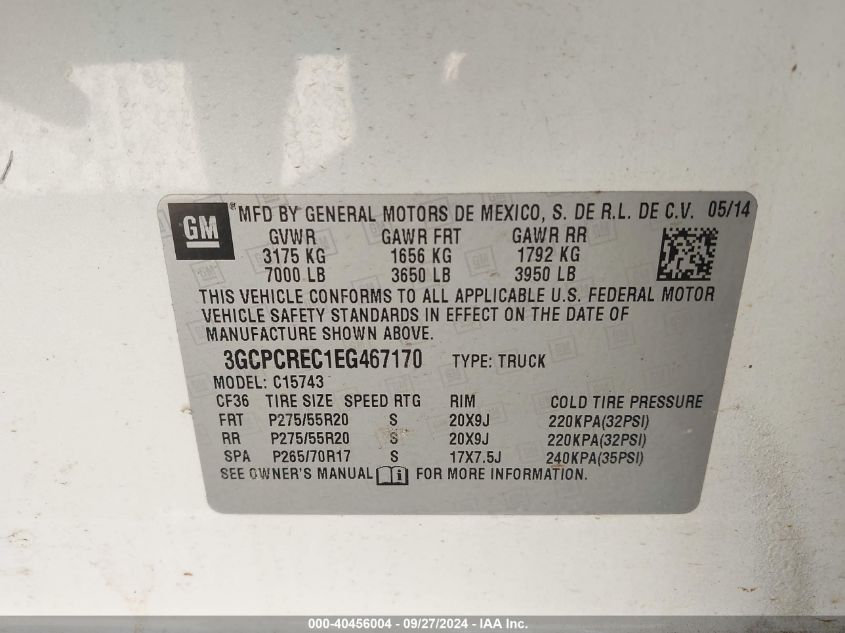 GM ® MFD BY GENERAL MOTORS DE MEXICO, S. DE R.L. DE C.V. 05/14
GVWR GAWR FRT GAWR RR
3175 KG 1656 KG 1792 KG
7000 LB 3650 LB 3950 LB
THIS VEHICLE CONFORMS TO ALL APPLICABLE U.S. FEDERAL MOTOR
VEHICLE SAFETY STANDARDS IN EFFECT ON THE DATE OF
MANUFACTURE SHOWN ABOVE.
3GCPCREC1EG467170 TYPE: TRUCK
MODEL: C15743
CF36 TIRE SIZE SPEED RTG RIM COLD TIRE PRESSURE
FRT P275/55R20 S 20X9J 220KPA(32PSI)
RR P275/55R20 S 20X9J 220KPA(32PSI)
SPA P265/70R17 S 17X7.5J 240KPA(35PSI)
SEE OWNER'S MANUAL FOR MORE INFORMATION.
000-40456004 - 09/27/2024 - IAA Inc.